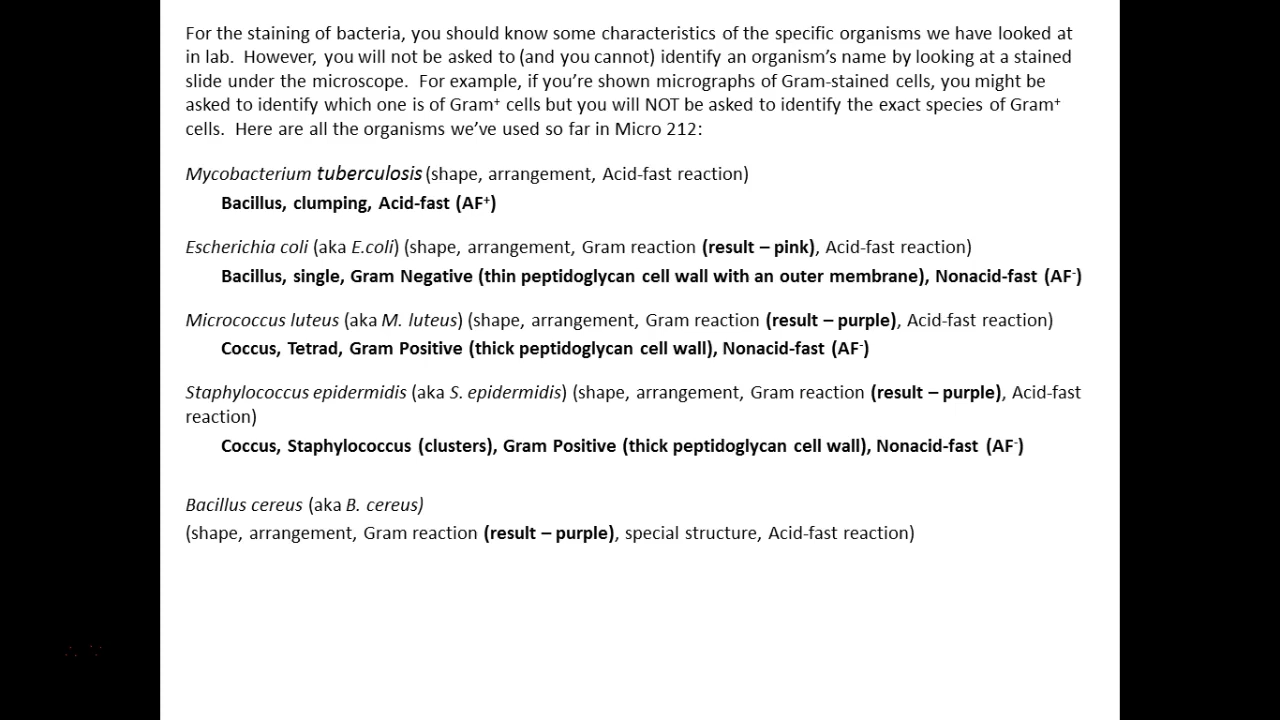 For the staining of bacteria, you should know some characteristics of the specific organisms we have looked at
in lab.  However, you will not be asked to (and you cannot) identify an organism's name by looking at a stained
slide under the microscope.  For example, if you're shown micrographs of Gram-stained cells, you might be
asked to identify which one is of Gram⁺ cells but you will NOT be asked to identify the exact species of Gram⁺
cells.  Here are all the organisms we've used so far in Micro 212:
Mycobacterium tuberculosis (shape, arrangement, Acid-fast reaction)
Bacillus, clumping, Acid-fast (AF⁺)
Escherichia coli (aka E.coli) (shape, arrangement, Gram reaction (result – pink), Acid-fast reaction)
Bacillus, single, Gram Negative (thin peptidoglycan cell wall with an outer membrane), Nonacid-fast (AF⁻)
Micrococcus luteus (aka M. luteus) (shape, arrangement, Gram reaction (result – purple), Acid-fast reaction)
Coccus, Tetrad, Gram Positive (thick peptidoglycan cell wall), Nonacid-fast (AF⁻)
Staphylococcus epidermidis (aka S. epidermidis) (shape, arrangement, Gram reaction (result – purple), Acid-fast
reaction)
Coccus, Staphylococcus (clusters), Gram Positive (thick peptidoglycan cell wall), Nonacid-fast (AF⁻)
Bacillus cereus (aka B. cereus)
(shape, arrangement, Gram reaction (result – purple), special structure, Acid-fast reaction)